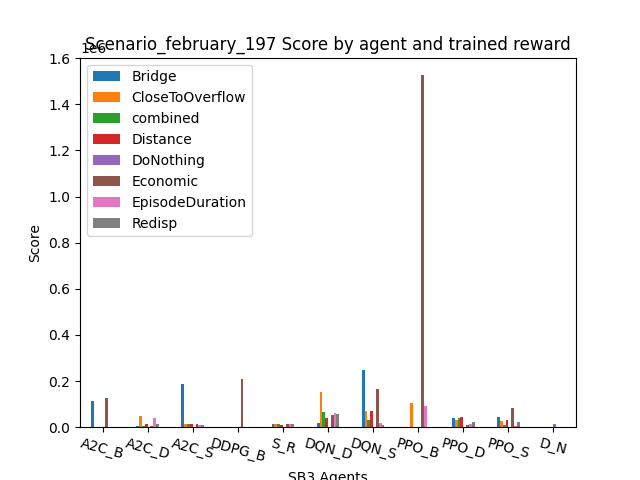 Scenario_february_197 Score by agent and trained reward
1e6
1.6
1.4
1.2
1.0
0.8
0.6
0.4
0.2
0.0
Score
Bridge
CloseToOverflow
combined
Distance
DoNothing
Economic
EpisodeDuration
Redisp
A2C_B
A2C_D
A2C_S
DDPG_B
S_R
DQN_D
DQN_S
PPO_B
PPO_D
PPO_S
D_N
SB3 Agents